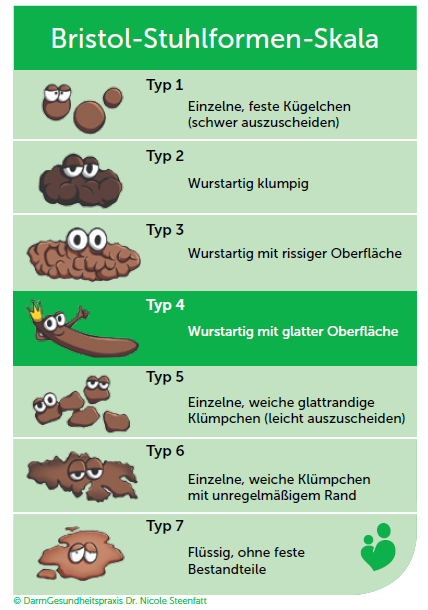 Bristol-Stuhlformen-Skala
Typ 1
Einzelne, feste Kügelchen
(schwer auszuscheiden)
Typ 2
Wurstartig klumpig
Typ 3
Wurstartig mit rissiger Oberfläche
Typ 4
Wurstartig mit glatter Oberfläche
Typ 5
Einzelne, weiche glattrandige
Klümpchen (leicht auszuscheiden)
Typ 6
Einzelne, weiche Klümpchen
mit unregelmäßigem Rand
Typ 7
Flüssig, ohne feste
Bestandteile
© DarmGesundheitspraxis Dr. Nicole Steenfatt